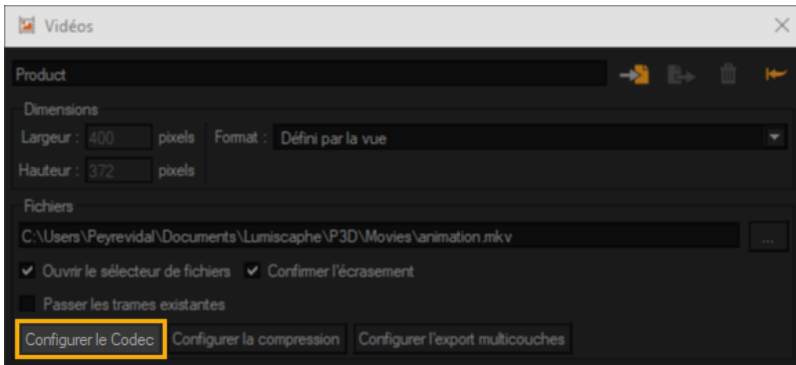 Vidéos
Product
Dimensions
Largeur : 400 pixels Format : Défini par la vue
Hauteur : 372 pixels
Fichiers
C:\Users\Peyrevidal\Documents\Lumiscaphe\P3D\Movies\animation.mkv ...
Ouvrir le sélecteur de fichiers Confirmer l'écrasement
Passer les trames existantes
Configurer le Codec Configurer la compression Configurer l'export multicouches